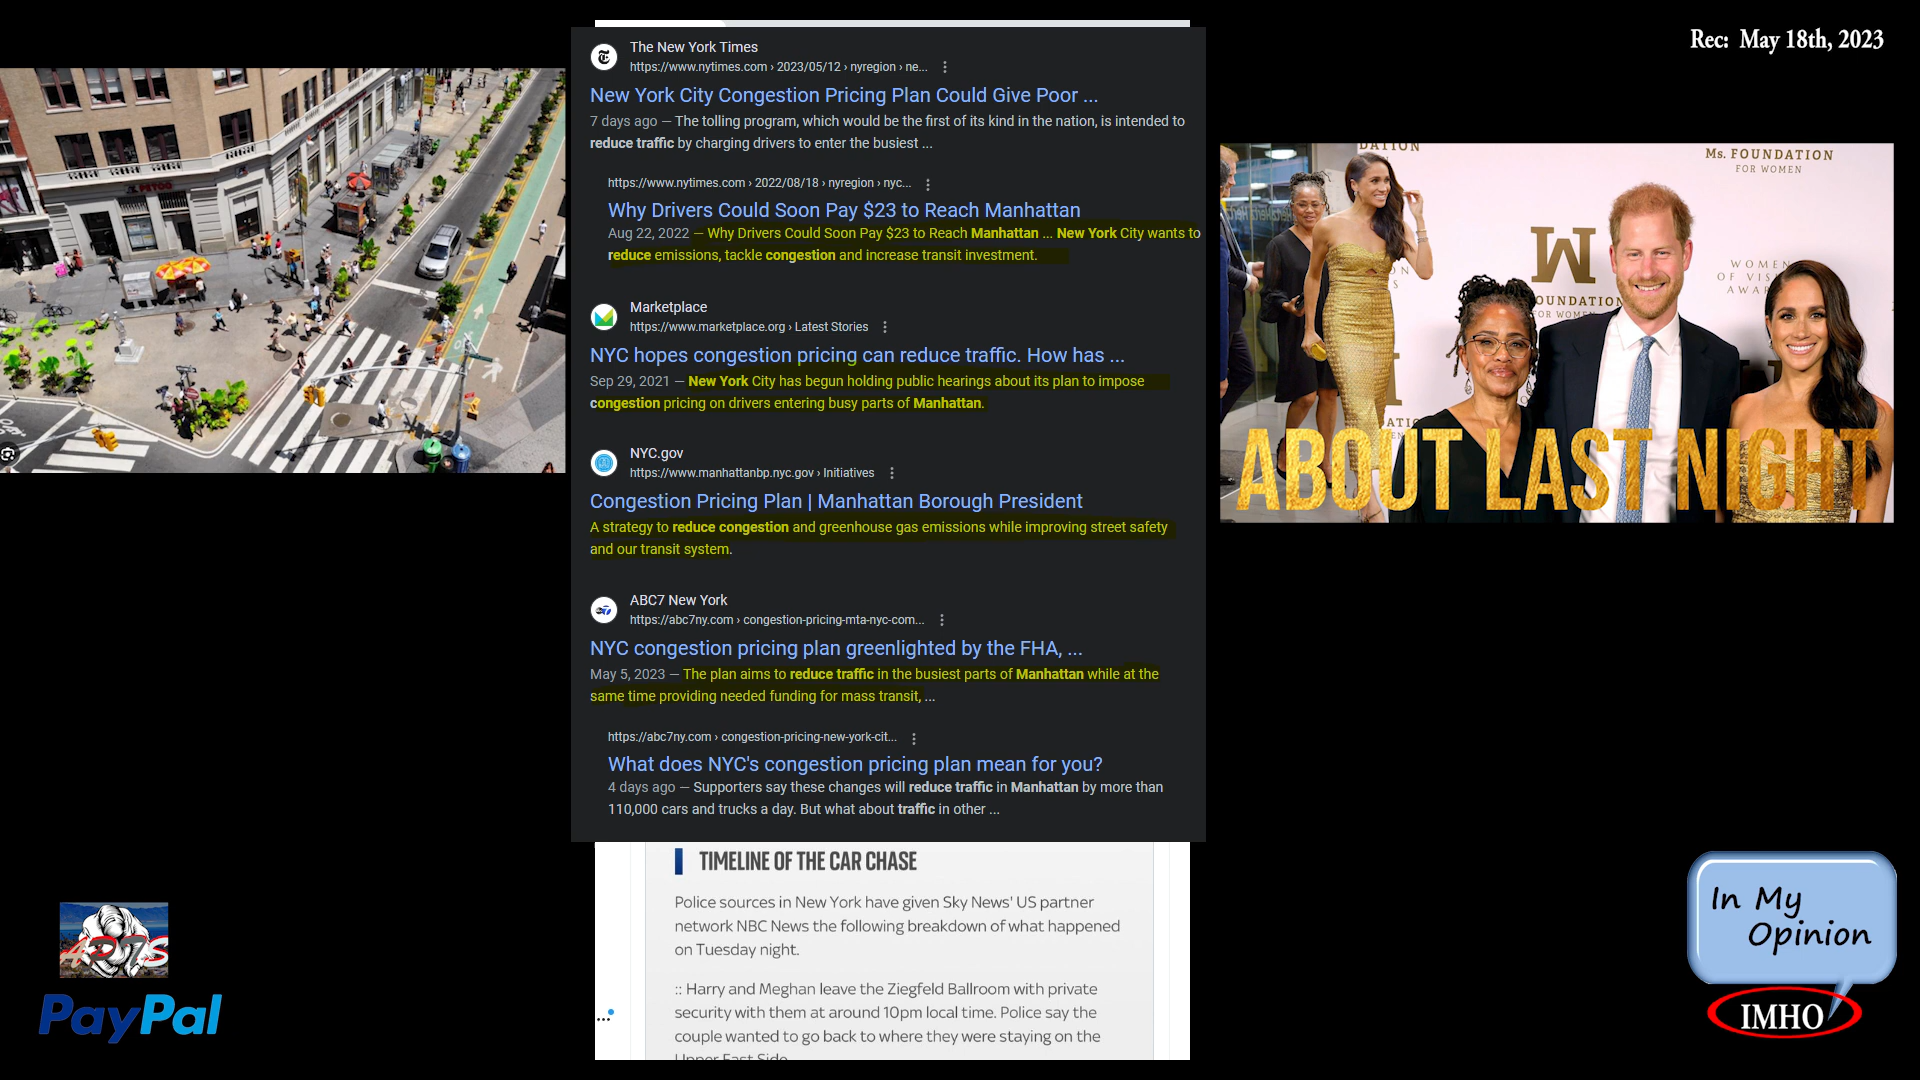 Rec: May 18th, 2023
The New York Times
https://www.nytimes.com › 2023/05/12 › nyregion › ne...
New York City Congestion Pricing Plan Could Give Poor ...
7 days ago — The tolling program, which would be the first of its kind in the nation, is intended to
reduce traffic by charging drivers to enter the busiest ...
https://www.nytimes.com › 2022/08/18 › nyregion › nyc...
Why Drivers Could Soon Pay $23 to Reach Manhattan
Aug 22, 2022 — Why Drivers Could Soon Pay $23 to Reach Manhattan ... New York City wants to
reduce emissions, tackle congestion and increase transit investment.
Marketplace
https://www.marketplace.org › Latest Stories
NYC hopes congestion pricing can reduce traffic. How has ...
Sep 29, 2021 — New York City has begun holding public hearings about its plan to impose
congestion pricing on drivers entering busy parts of Manhattan.
NYC.gov
https://www.manhattanbp.nyc.gov › Initiatives
Congestion Pricing Plan | Manhattan Borough President
A strategy to reduce congestion and greenhouse gas emissions while improving street safety
and our transit system.
ABC7 New York
https://abc7ny.com › congestion-pricing-mta-nyc-com...
NYC congestion pricing plan greenlighted by the FHA, ...
May 5, 2023 — The plan aims to reduce traffic in the busiest parts of Manhattan while at the
same time providing needed funding for mass transit, ...
https://abc7ny.com › congestion-pricing-new-york-cit...
What does NYC's congestion pricing plan mean for you?
4 days ago — Supporters say these changes will reduce traffic in Manhattan by more than
110,000 cars and trucks a day. But what about traffic in other ...
TIMELINE OF THE CAR CHASE
Police sources in New York have given Sky News' US partner
network NBC News the following breakdown of what happened
on Tuesday night.
:: Harry and Meghan leave the Ziegfeld Ballroom with private
security with them at around 10pm local time. Police say the
couple wanted to go back to where they were staying on the
Upper East Side
PETCO
DATION
Ms. FOUNDATION
FOR WOMEN
M
WOMEN
OF VIS
AWAR
OUNDATION
FOR WOMEN
ABOUT LAST NIGHT
PayPal
In My
Opinion
IMHO